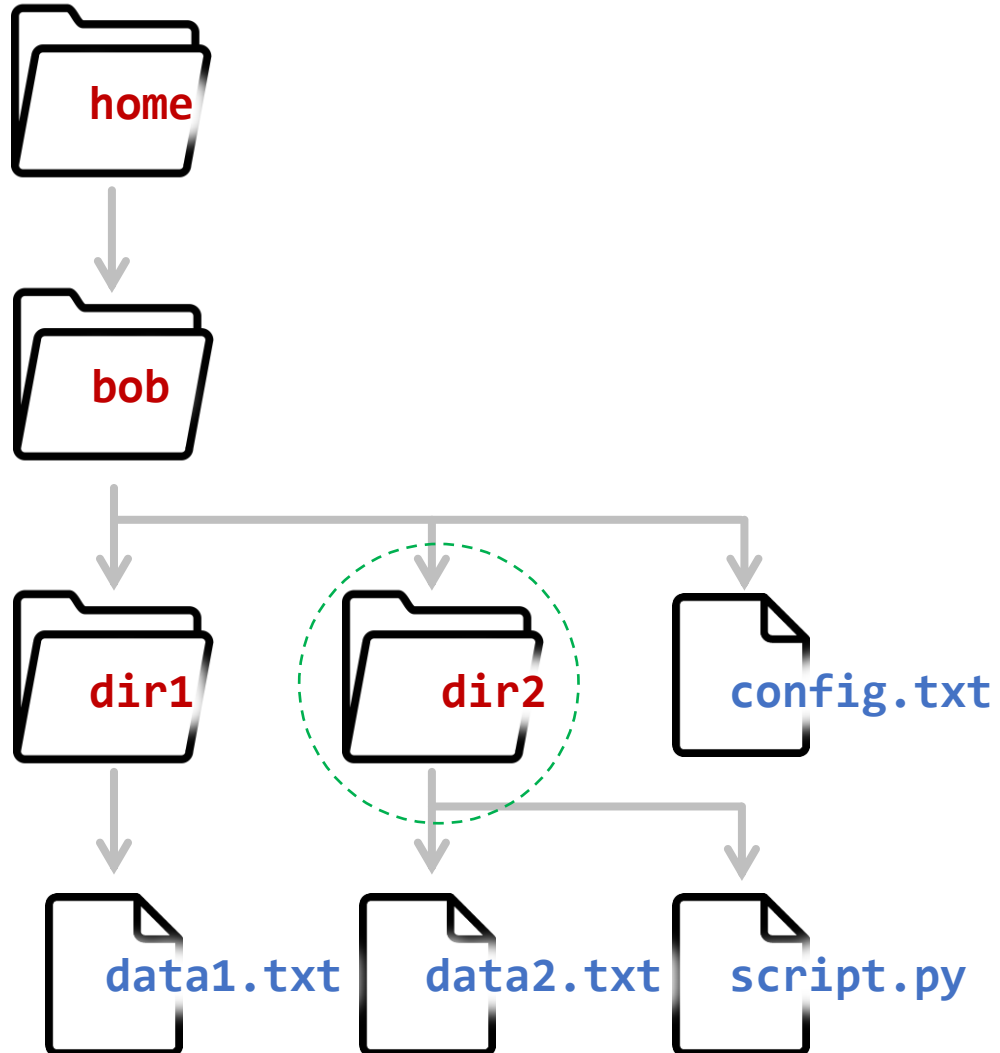 home
bob
dir1
dir2
config.txt
data1.txt
data2.txt
script.py